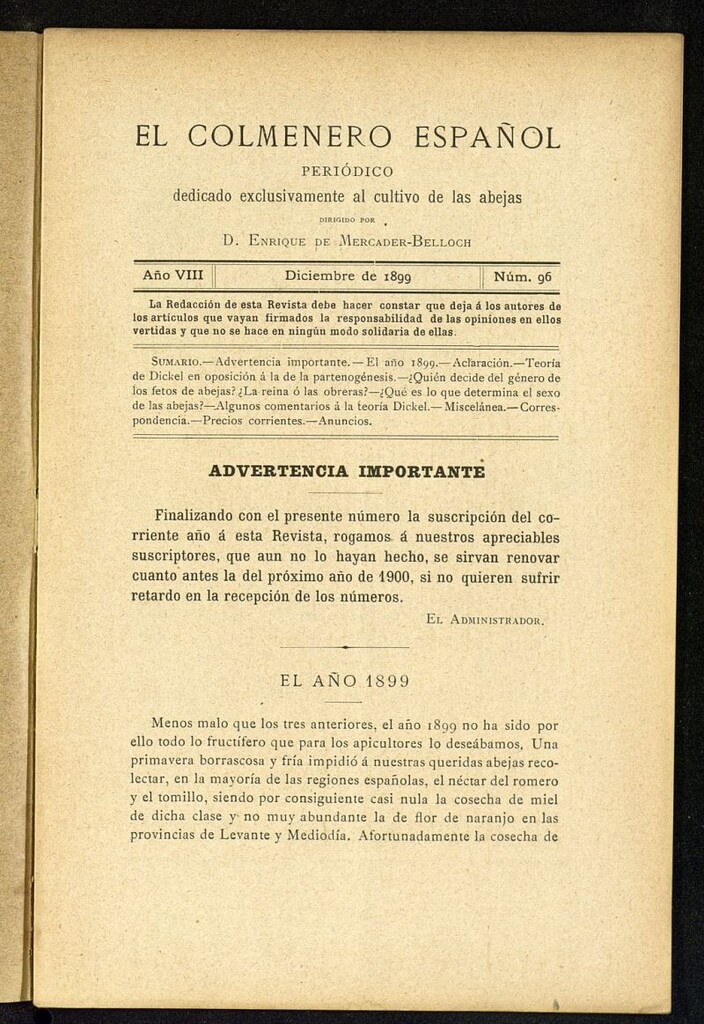 EL COLMENERO ESPAÑOL
PERIÓDICO
dedicado exclusivamente al cultivo de las abejas
DIRIGIDO POR
D. ENRIQUE DE MERCADER-BELLOCH
Año VIII Diciembre de 1899 Núm. 96
La Redacción de esta Revista debe hacer constar que deja á los autores de
los artículos que vayan firmados la responsabilidad de las opiniones en ellos
vertidas y que no se hace en ningún modo solidaria de ellas.
SUMARIO.—Advertencia importante.—El año 1899.—Aclaración.—Teoría
de Dickel en oposición á la de la partenogénesis.—¿Quién decide del género de
los fetos de abejas? ¿La reina ó las obreras?—¿Qué es lo que determina el sexo
de las abejas?—Algunos comentarios á la teoría Dickel.—Miscelánea.—Corres-
pondencia.—Precios corrientes.—Anuncios.
ADVERTENCIA IMPORTANTE
Finalizando con el presente número la suscripción del co-
rriente año á esta Revista, rogamos á nuestros apreciables
suscriptores, que aun no lo hayan hecho, se sirvan renovar
cuanto antes la del próximo año de 1900, si no quieren sufrir
retardo en la recepción de los números.
EL ADMINISTRADOR.
EL AÑO 1899
Menos malo que los tres anteriores, el año 1899 no ha sido por
ello todo lo fructífero que para los apicultores lo deseábamos. Una
primavera borrascosa y fría impidió á nuestras queridas abejas reco-
lectar, en la mayoría de las regiones españolas, el néctar del romero
y el tomillo, siendo por consiguiente casi nula la cosecha de miel
de dicha clase y no muy abundante la de flor de naranjo en las
provincias de Levante y Mediodía. Afortunadamente la cosecha de